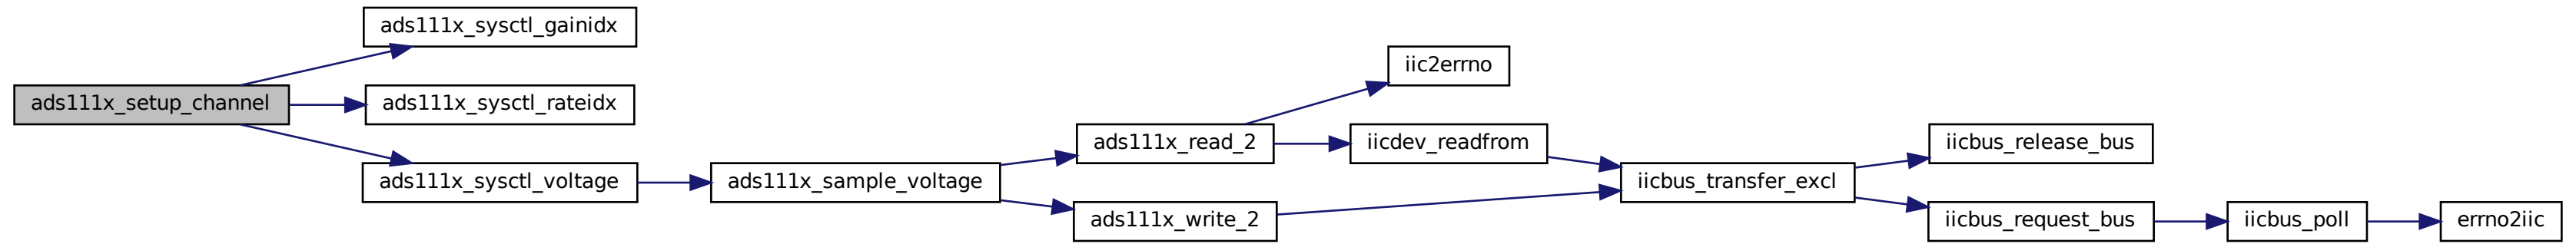 ads111x_setup_channel
ads111x_sysctl_gainidx
ads111x_sysctl_rateidx
ads111x_sysctl_voltage
ads111x_sample_voltage
ads111x_read_2
ads111x_write_2
iic2errno
iicdev_readfrom
iicbus_transfer_excl
iicbus_release_bus
iicbus_request_bus
iicbus_poll
errno2iic